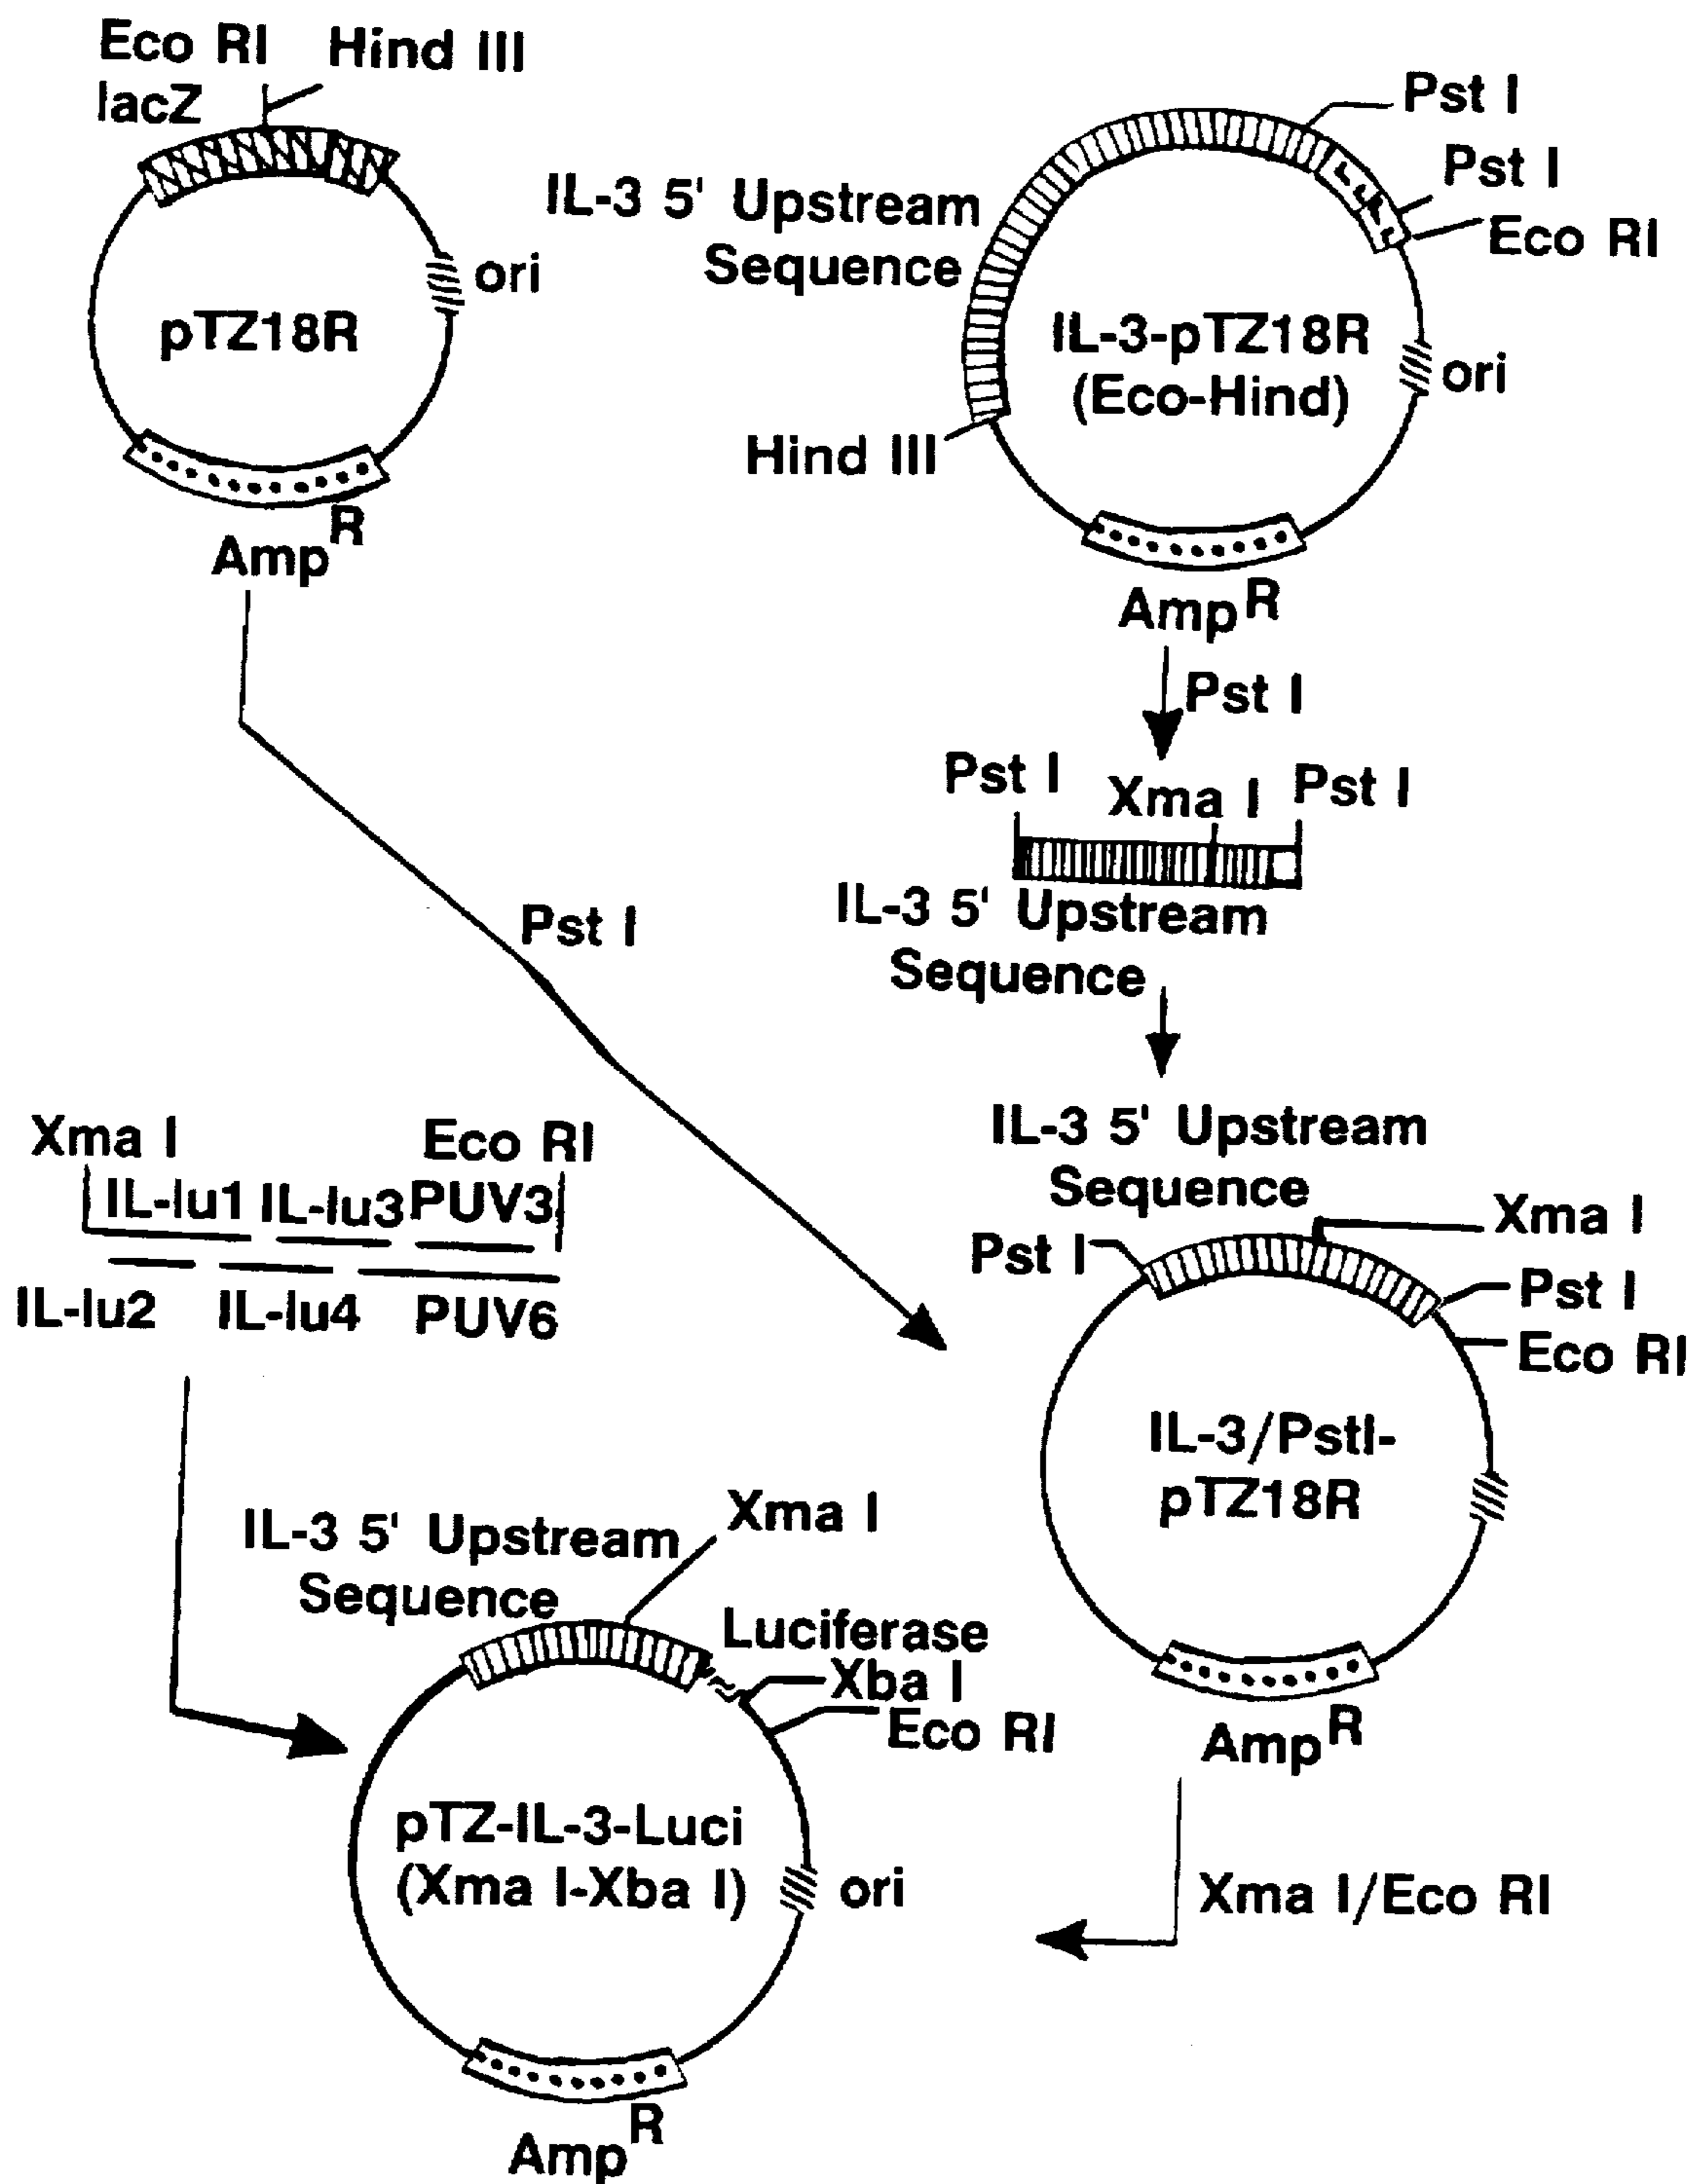 Eco RI
Hind III
lacZ
ori
pTZ18R
Amp R
Pst I
Pst I
Eco RI
IL-3 5' Upstream
Sequence
IL-3-pTZ18R
(Eco-Hind)
ori
Hind III
Amp R
Pst I
Pst I
Xma I
Pst I
IL-3 5' Upstream
Sequence
Pst I
Xma I
Eco RI
IL-lu1
IL-lu3
PUV3
IL-lu2
IL-lu4
PUV6
IL-3 5' Upstream
Sequence
Xma I
Pst I
Pst I
Eco RI
IL-3/PstI-
pTZ18R
Amp R
Xma I/Eco RI
IL-3 5' Upstream
Sequence
Xma I
Luciferase
Xba I
Eco RI
pTZ-IL-3-Luci
(Xma I-Xba I)
ori
Amp R